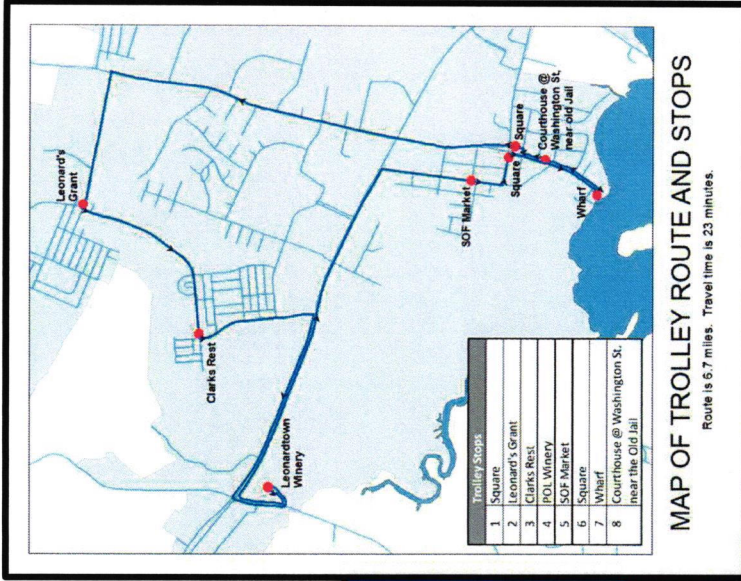 Leonard's
Grant
Clarks Rest
Leonardtown
Winery
SOF Market
Square
Square
Courthouse @
Washington St,
near old Jail
Wharf
Trolley Stops
1 Square
2 Leonard's Grant
3 Clarks Rest
4 POL Winery
5 SOF Market
6 Square
7 Wharf
8 Courthouse @ Washington St.
near the Old Jail
MAP OF TROLLEY ROUTE AND STOPS
Route is 6.7 miles. Travel time is 23 minutes.